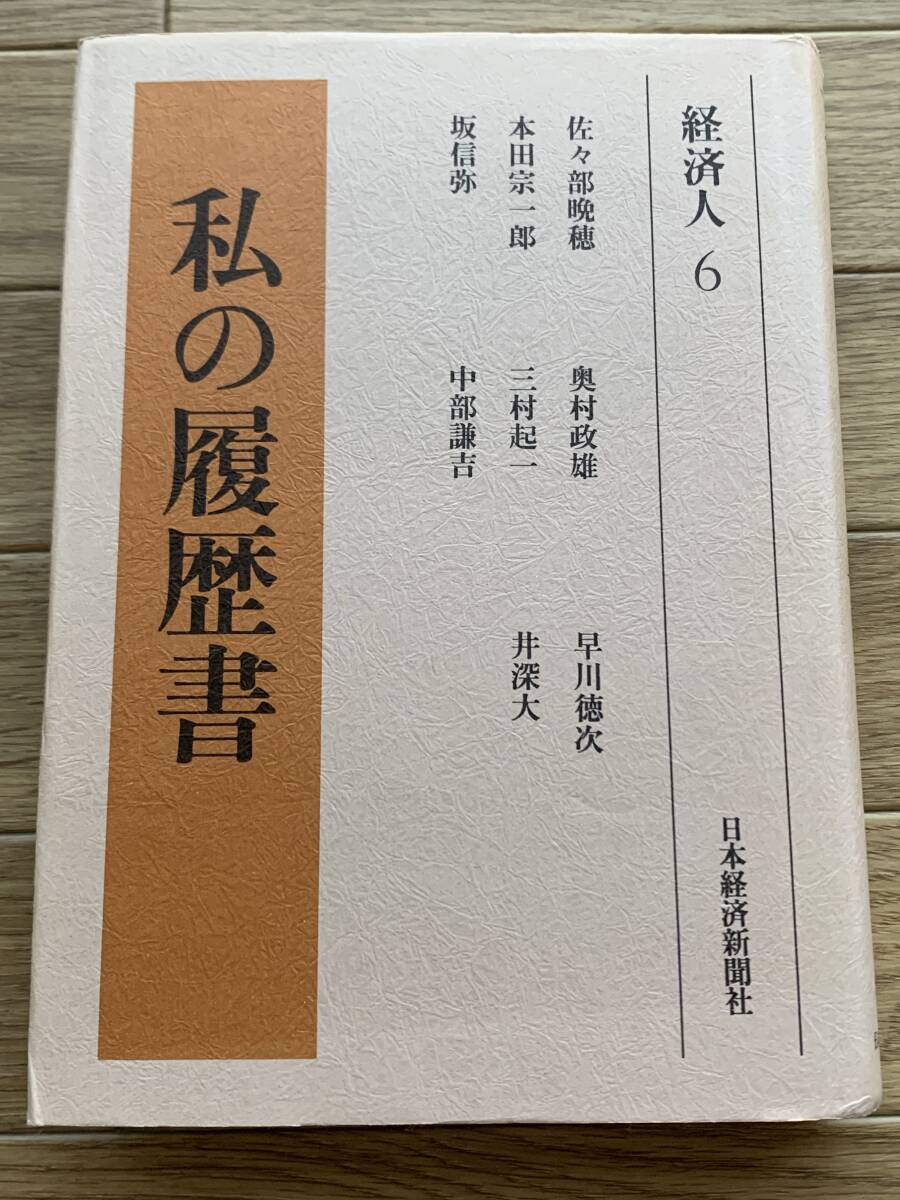 経済人 6
佐々部晩穂 奥村政雄 早川徳次
本田宗一郎 三村起一 井深大
坂信弥 中部謙吉
私の履歴書
日本経済新聞社